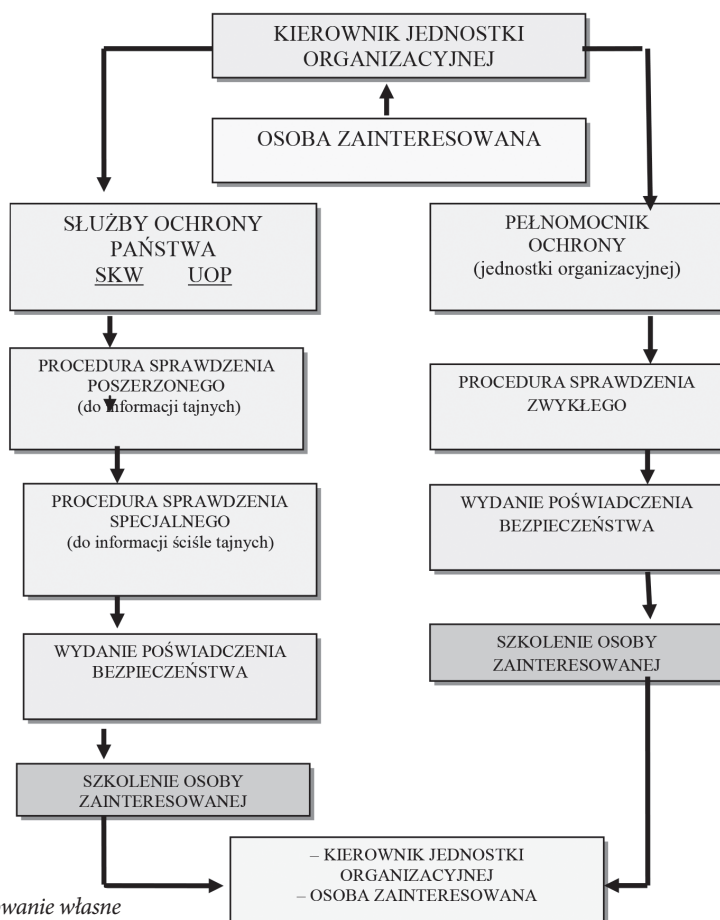 KIEROWNIK JEDNOSTKI
ORGANIZACYJNEJ
OSOBA ZAINTERESOWANA
SŁUŻBY OCHRONY
PAŃSTWA
SKW UOP
PROCEDURA SPRAWDZENIA
POSZERZONEGO
(do informacji tajnych)
PROCEDURA SPRAWDZENIA
SPECJALNEGO
(do informacji ściśle tajnych)
WYDANIE POŚWIADCZENIA
BEZPIECZEŃSTWA
SZKOLENIE OSOBY
ZAINTERESOWANEJ
PEŁNOMOCNIK
OCHRONY
(jednostki organizacyjnej)
PROCEDURA SPRAWDZENIA
ZWYKŁEGO
WYDANIE POŚWIADCZENIA
BEZPIECZEŃSTWA
SZKOLENIE OSOBY
ZAINTERESOWANEJ
– KIEROWNIK JEDNOSTKI
ORGANIZACYJNEJ
– OSOBA ZAINTERESOWANA
owanie własne